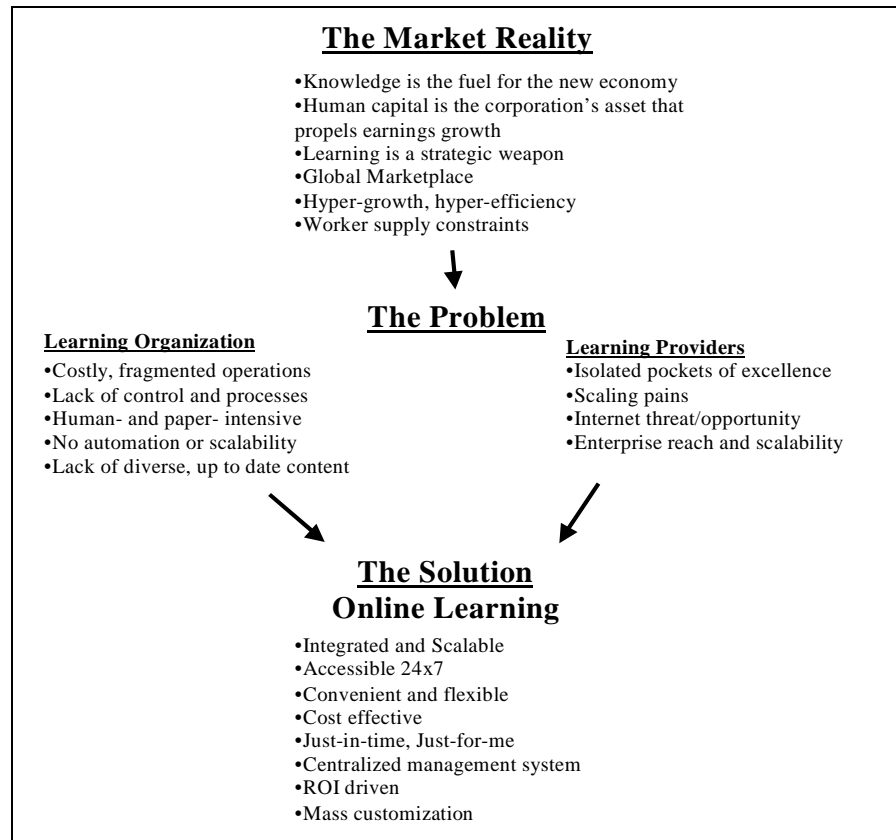 The Market Reality
•Knowledge is the fuel for the new economy
•Human capital is the corporation’s asset that
propels earnings growth
•Learning is a strategic weapon
•Global Marketplace
•Hyper-growth, hyper-efficiency
•Worker supply constraints
The Problem
Learning Organization
•Costly, fragmented operations
•Lack of control and processes
•Human- and paper- intensive
•No automation or scalability
•Lack of diverse, up to date content
Learning Providers
•Isolated pockets of excellence
•Scaling pains
•Internet threat/opportunity
•Enterprise reach and scalability
The Solution
Online Learning
•Integrated and Scalable
•Accessible 24x7
•Convenient and flexible
•Cost effective
•Just-in-time, Just-for-me
•Centralized management system
•ROI driven
•Mass customization